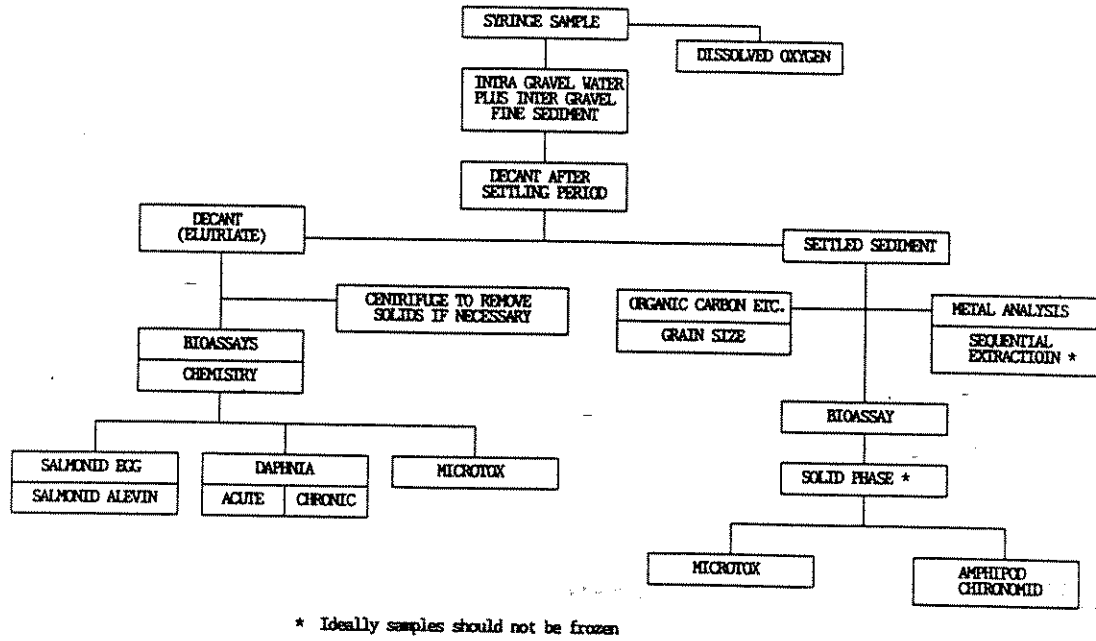 SYRINGE SAMPLE
DISSOLVED OXYGEN
INTRA GRAVEL WATER
PLUS INTER GRAVEL
FINE SEDIMENT
DECANT AFTER
SETTLING PERIOD
DECANT
(ELUTRIATE)
SETTLED SEDIMENT
CENTRIFUGE TO REMOVE
SOLIDS IF NECESSARY
ORGANIC CARBON ETC.
GRAIN SIZE
METAL ANALYSIS
SEQUENTIAL
EXTRACTIOIN *
BIOASSAYS
CHEMISTRY
BIOASSAY
SALMONID EGG
SALMONID ALEVIN
DAPHNIA
ACUTE
CHRONIC
MICROTOX
SOLID PHASE *
MICROTOX
AMPHIPOD
CHIRONOMID
* Ideally samples should not be frozen